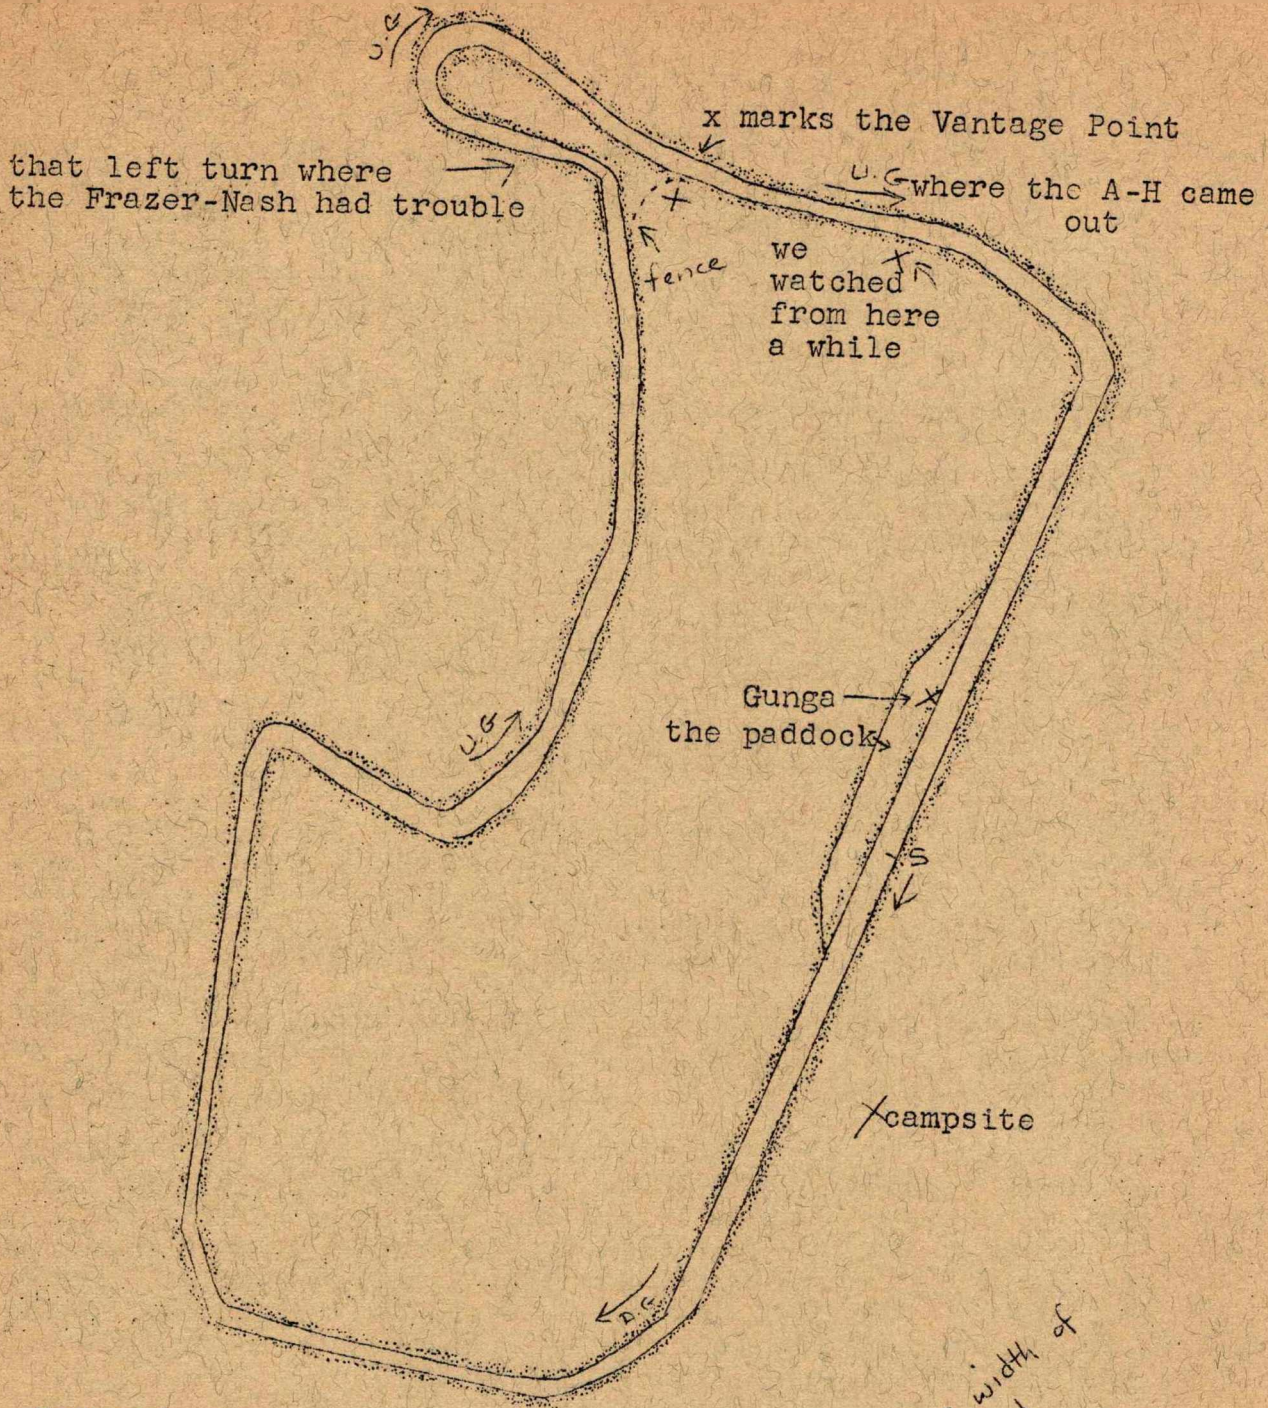 U.G
x marks the Vantage Point
that left turn where
the Frazer-Nash had trouble
U.G
where the A-H came
out
fence
we
watched
from here
a while
Gunga
the paddock
U.G
S
campsite
D.G
width of